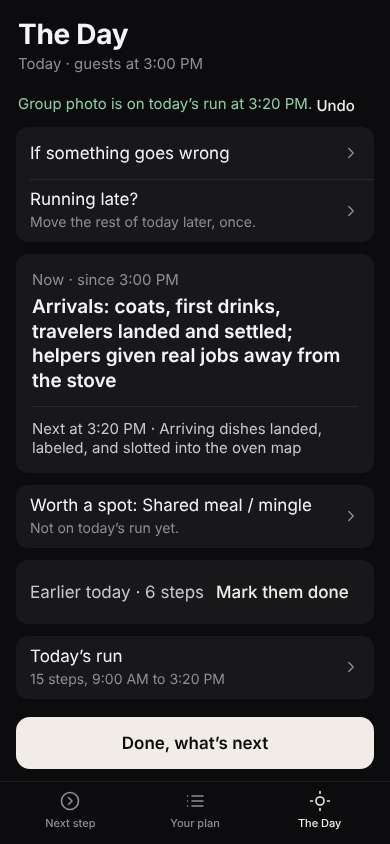 The Day
Today · guests at 3:00 PM
Group photo is on today’s run at 3:20 PM. Undo
If something goes wrong
Running late?
Move the rest of today later, once.
Now · since 3:00 PM
Arrivals: coats, first drinks,
travelers landed and settled;
helpers given real jobs away from
the stove
Next at 3:20 PM · Arriving dishes landed,
labeled, and slotted into the oven map
Worth a spot: Shared meal / mingle
Not on today’s run yet.
Earlier today · 6 steps Mark them done
Today’s run
15 steps, 9:00 AM to 3:20 PM
Done, what’s next
Next step
Your plan
The Day